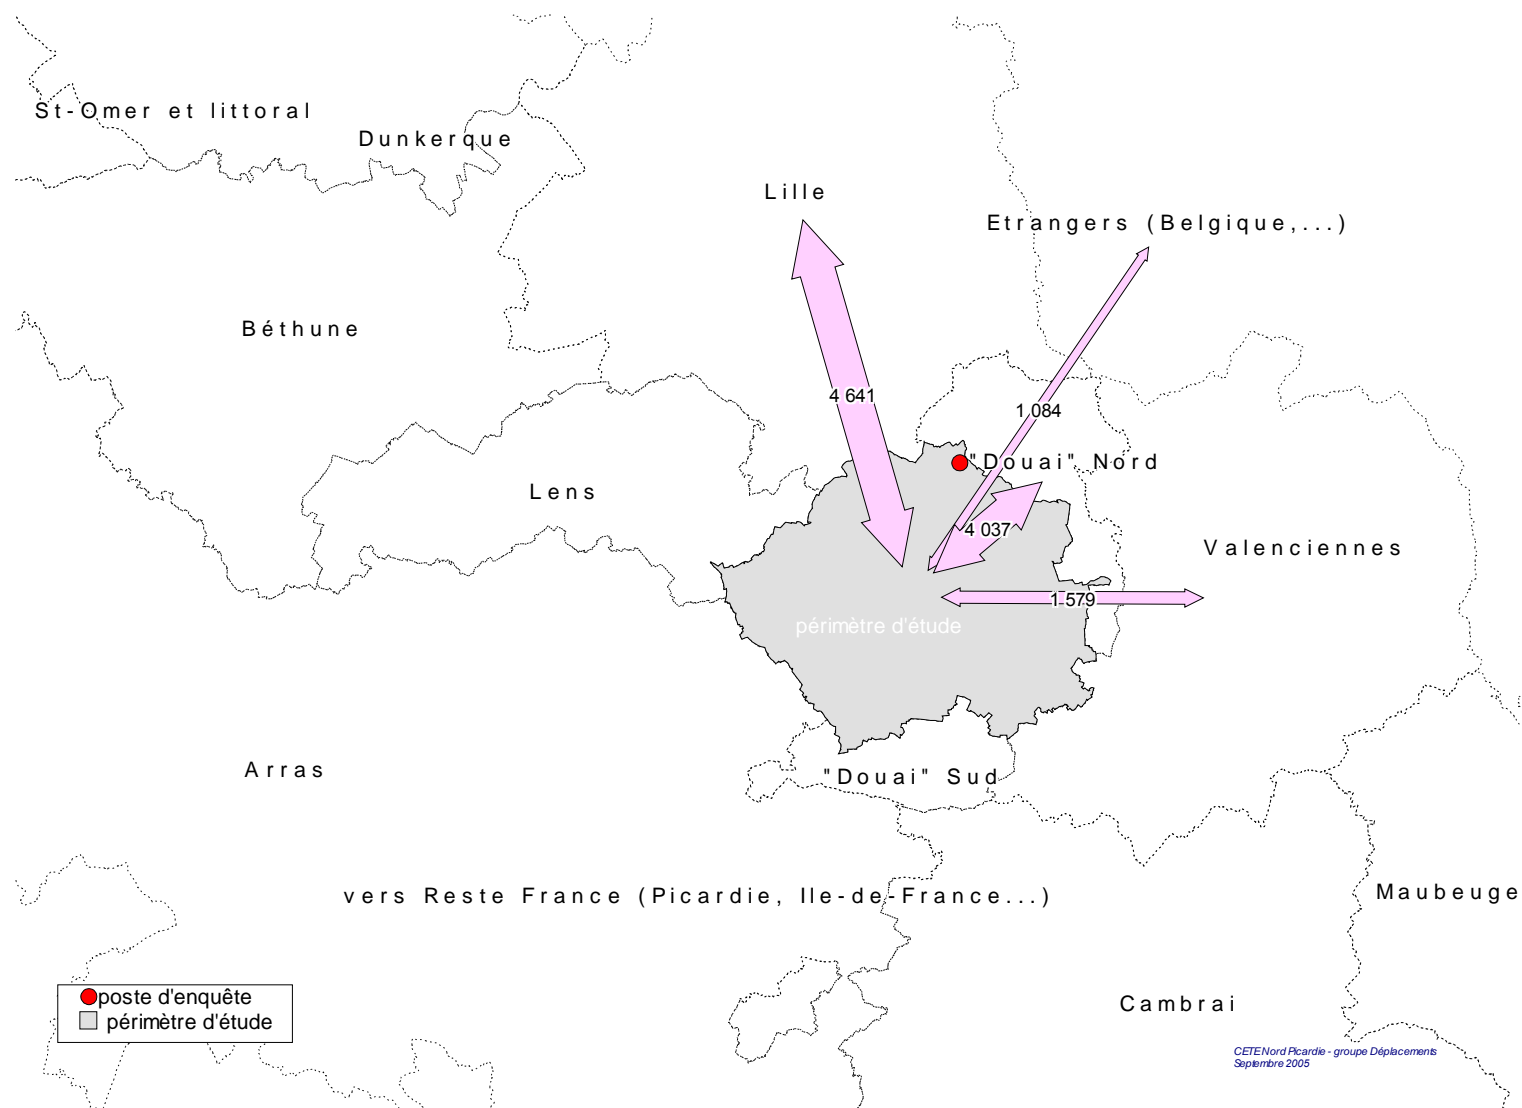 St-Omer et littoral
Dunkerque
Lille
Etrangers (Belgique,...)
Béthune
4 641
1 084
"Douai" Nord
Lens
4 037
Valenciennes
1 579
périmètre d'étude
Arras
"Douai" Sud
vers Reste France (Picardie, Ile-de-France...)
Maubeuge
poste d'enquête
périmètre d'étude
Cambrai
CETE Nord Picardie - groupe Déplacements
Septembre 2005